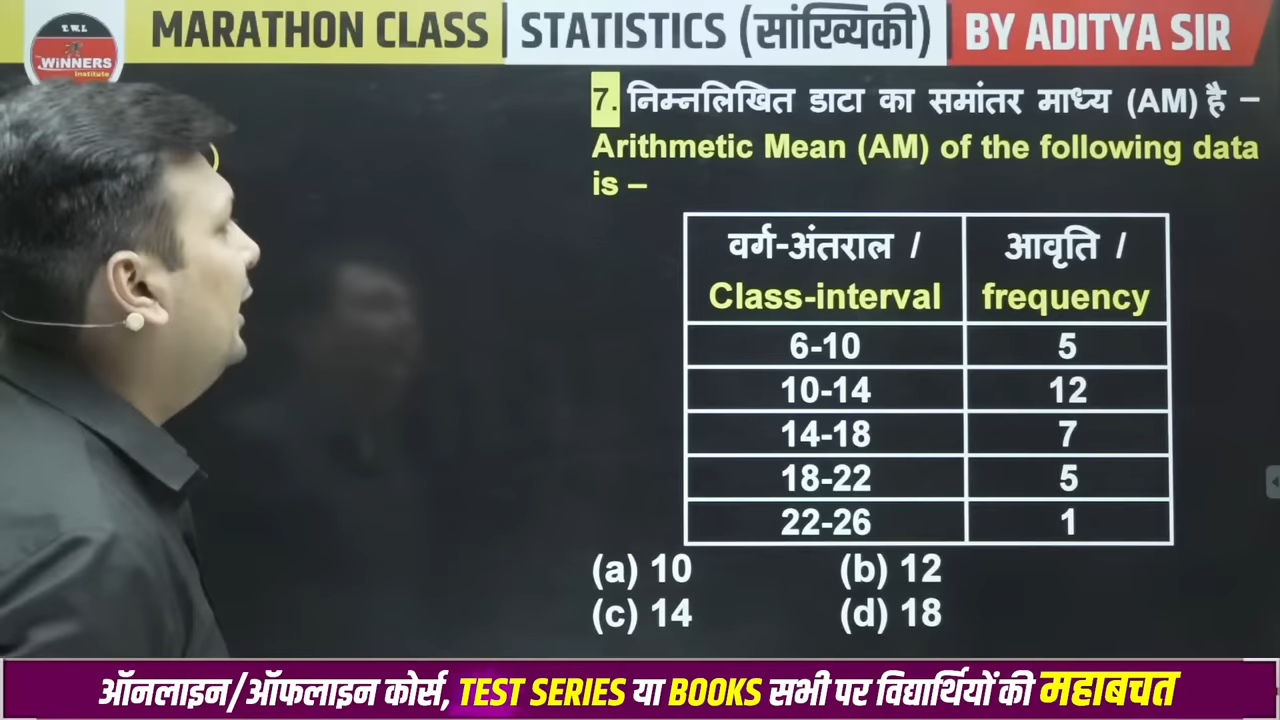 MARATHON CLASS STATISTICS (सांख्यिकी) BY ADITYA SIR
T.W.I.
WiNNERS
Institute
7. निम्नलिखित डाटा का समांतर माध्य (AM) है –
Arithmetic Mean (AM) of the following data
is –
वर्ग-अंतराल / आवृति /
Class-interval frequency
6-10 5
10-14 12
14-18 7
18-22 5
22-26 1
(a) 10 (b) 12
(c) 14 (d) 18
ऑनलाइन/ऑफलाइन कोर्स, TEST SERIES या BOOKS सभी पर विद्यार्थियों की महाबचत